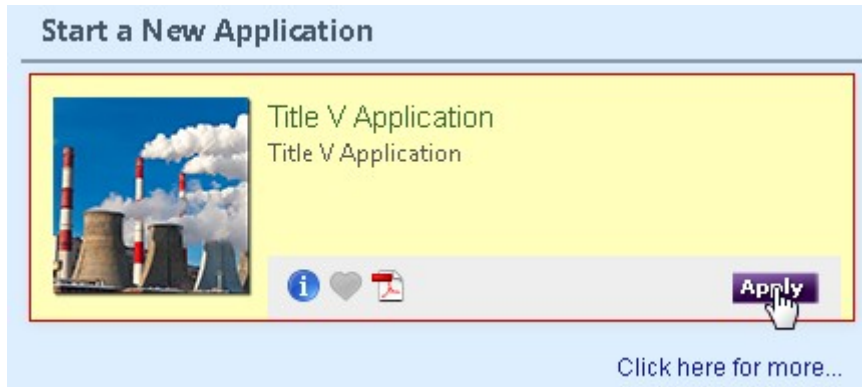 Start a New Application
Title V Application
Title V Application
Apply
Click here for more...